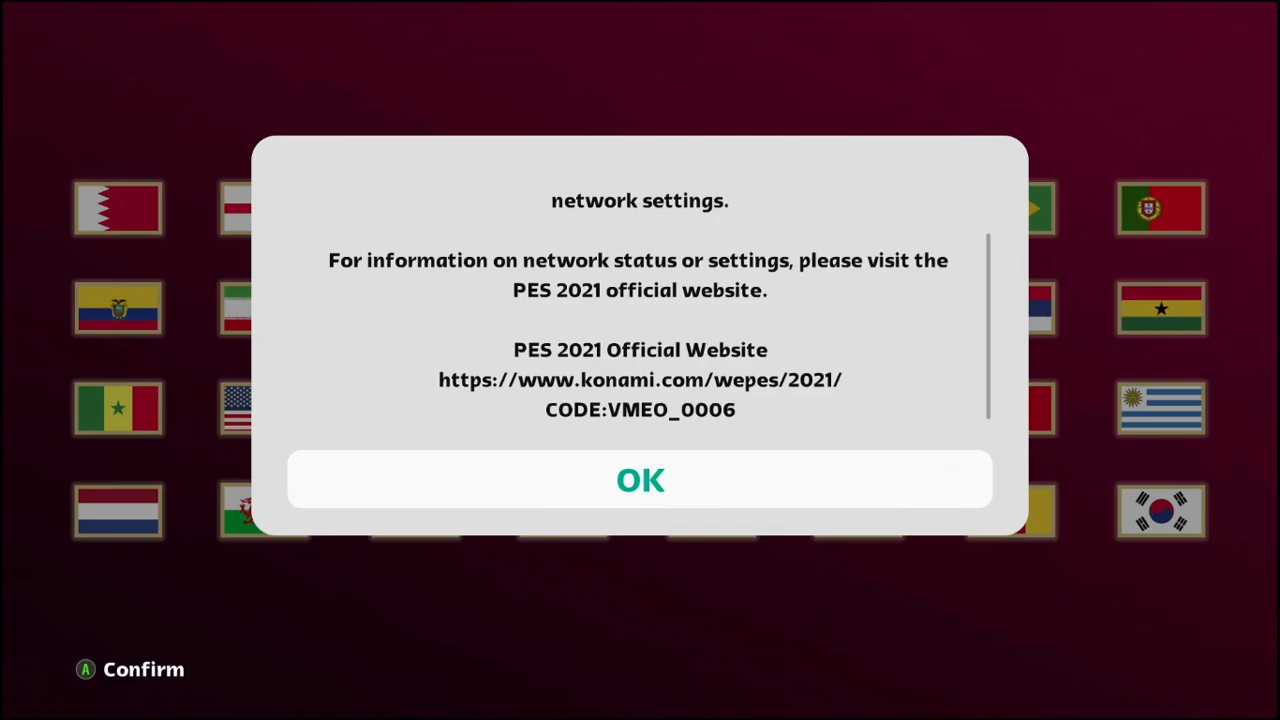 network settings.
For information on network status or settings, please visit the
PES 2021 official website.
PES 2021 Official Website
https://www.konami.com/wepes/2021/
CODE:VMEO_0006
OK
A Confirm